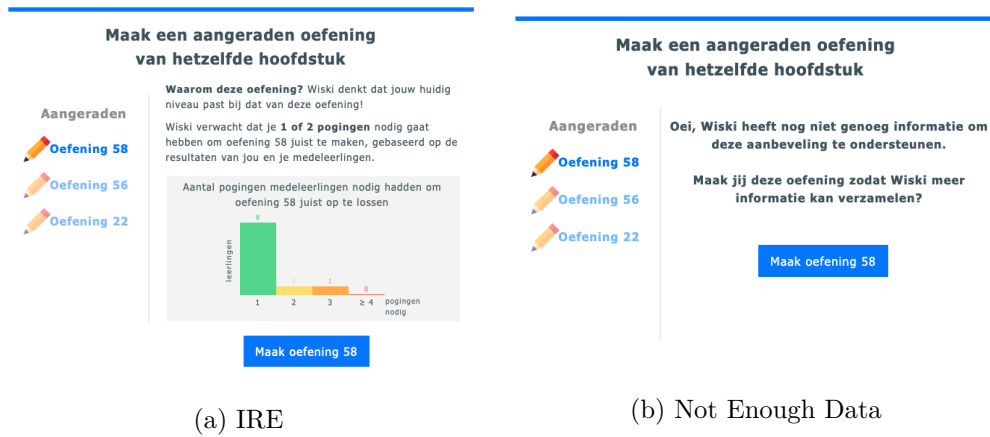 Maak een aangeraden oefening
van hetzelfde hoofdstuk
Aangeraden
Oefening 58
Oefening 56
Oefening 22
Waarom deze oefening? Wiski denkt dat jouw huidig
niveau past bij dat van deze oefening!
Wiski verwacht dat je 1 of 2 pogingen nodig gaat
hebben om oefening 58 juist te maken, gebaseerd op de
resultaten van jou en je medeleerlingen.
Aantal pogingen medeleerlingen nodig hadden om
oefening 58 juist op te lossen
leerlingen
8
1
1
0
1 2 3 ≥ 4
pogingen
nodig
Maak oefening 58
(a) IRE
Maak een aangeraden oefening
van hetzelfde hoofdstuk
Aangeraden
Oefening 58
Oefening 56
Oefening 22
Oei, Wiski heeft nog niet genoeg informatie om
deze aanbeveling te ondersteunen.
Maak jij deze oefening zodat Wiski meer
informatie kan verzamelen?
Maak oefening 58
(b) Not Enough Data